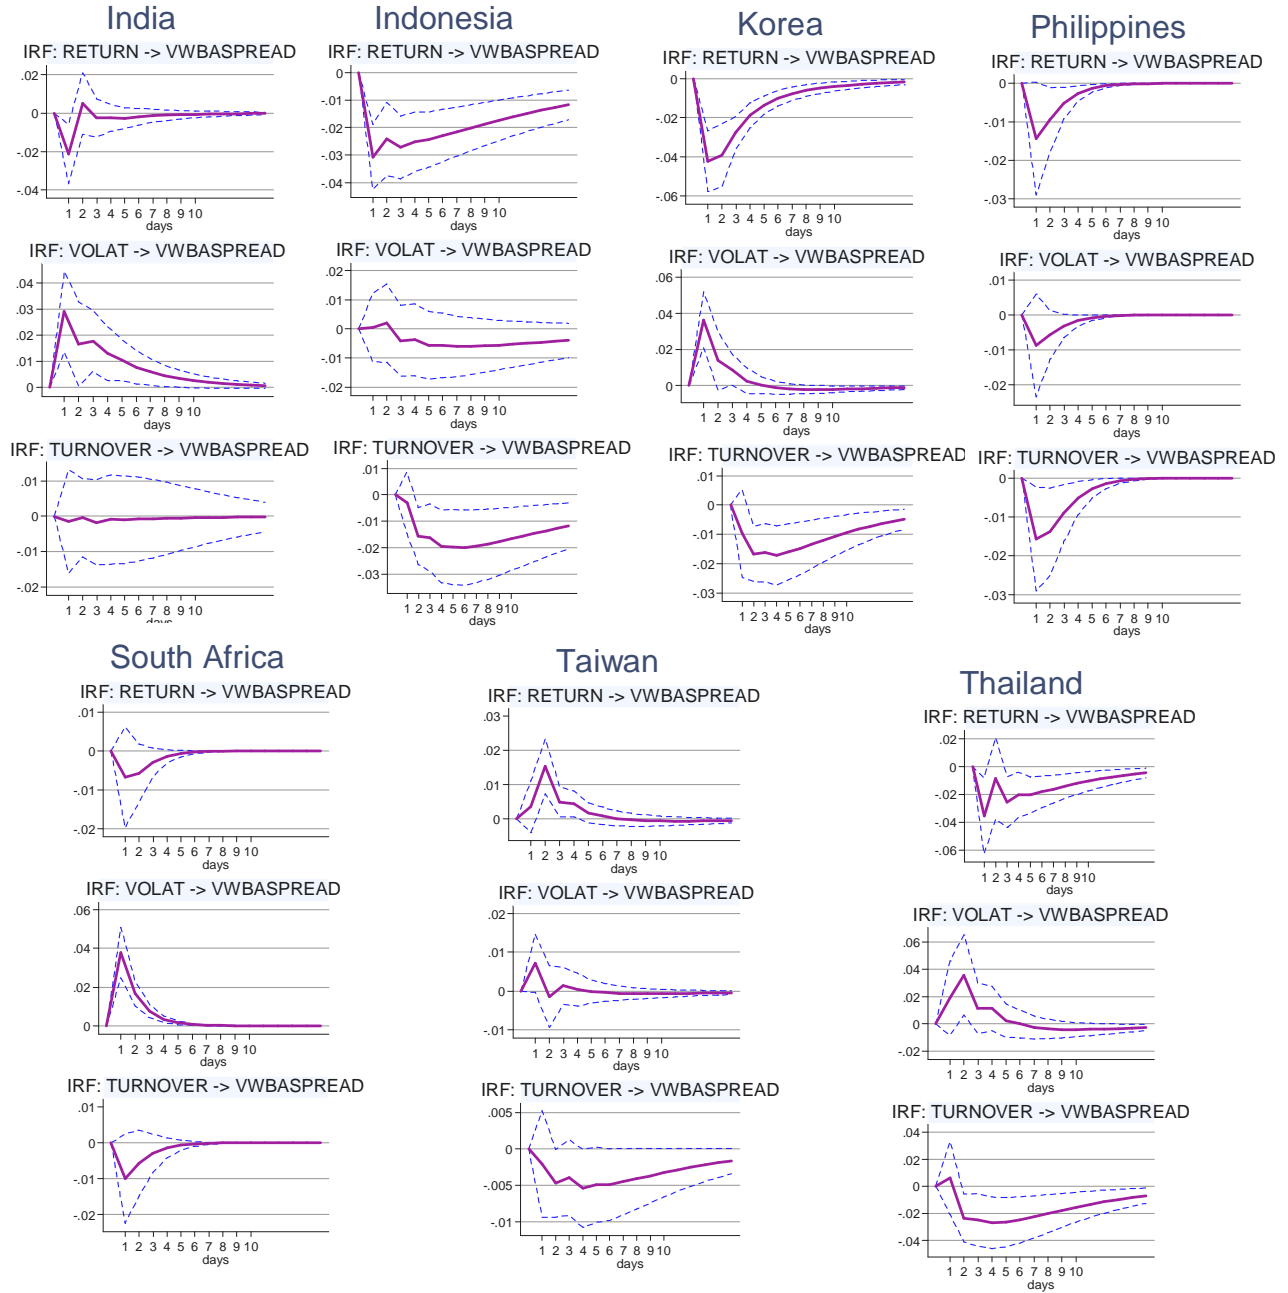 India
IRF: RETURN -> VWBASPREAD
.02
0
-.02
-.04
1 2 3 4 5 6 7 8 9 10
days
IRF: VOLAT -> VWBASPREAD
.04
.03
.02
.01
0
1 2 3 4 5 6 7 8 9 10
days
IRF: TURNOVER -> VWBASPREAD
.01
0
-.01
-.02
1 2 3 4 5 6 7 8 9 10
days
Indonesia
IRF: RETURN -> VWBASPREAD
0
-.01
-.02
-.03
-.04
1 2 3 4 5 6 7 8 9 10
days
IRF: VOLAT -> VWBASPREAD
.02
.01
0
-.01
-.02
1 2 3 4 5 6 7 8 9 10
days
IRF: TURNOVER -> VWBASPREAD
.01
0
-.01
-.02
-.03
1 2 3 4 5 6 7 8 9 10
days
Korea
IRF: RETURN -> VWBASPREAD
0
-.02
-.04
-.06
1 2 3 4 5 6 7 8 9 10
days
IRF: VOLAT -> VWBASPREAD
.06
.04
.02
0
1 2 3 4 5 6 7 8 9 10
days
IRF: TURNOVER -> VWBASPREAD
.01
0
-.01
-.02
-.03
1 2 3 4 5 6 7 8 9 10
days
Philippines
IRF: RETURN -> VWBASPREAD
0
-.01
-.02
-.03
1 2 3 4 5 6 7 8 9 10
days
IRF: VOLAT -> VWBASPREAD
.01
0
-.01
-.02
1 2 3 4 5 6 7 8 9 10
days
IRF: TURNOVER -> VWBASPREAD
0
-.01
-.02
-.03
1 2 3 4 5 6 7 8 9 10
days
South Africa
IRF: RETURN -> VWBASPREAD
.01
0
-.01
-.02
1 2 3 4 5 6 7 8 9 10
days
IRF: VOLAT -> VWBASPREAD
.06
.04
.02
0
1 2 3 4 5 6 7 8 9 10
days
IRF: TURNOVER -> VWBASPREAD
.01
0
-.01
-.02
1 2 3 4 5 6 7 8 9 10
days
Taiwan
IRF: RETURN -> VWBASPREAD
.03
.02
.01
0
1 2 3 4 5 6 7 8 9 10
days
IRF: VOLAT -> VWBASPREAD
.02
.01
0
-.01
1 2 3 4 5 6 7 8 9 10
days
IRF: TURNOVER -> VWBASPREAD
.005
0
-.005
-.01
1 2 3 4 5 6 7 8 9 10
days
Thailand
IRF: RETURN -> VWBASPREAD
.02
0
-.02
-.04
-.06
1 2 3 4 5 6 7 8 9 10
days
IRF: VOLAT -> VWBASPREAD
.06
.04
.02
0
-.02
1 2 3 4 5 6 7 8 9 10
days
IRF: TURNOVER -> VWBASPREAD
.04
.02
0
-.02
-.04
1 2 3 4 5 6 7 8 9 10
days